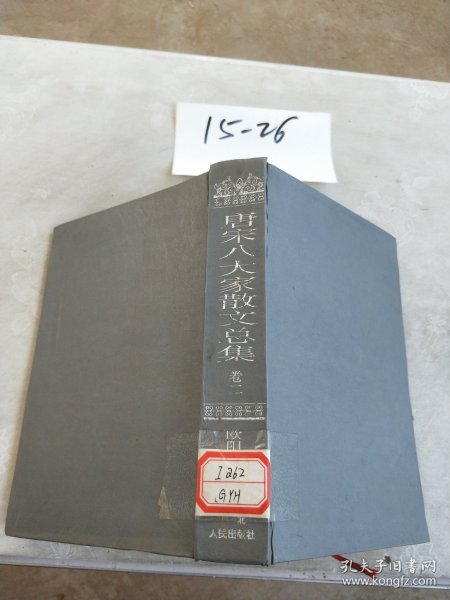 15-26
唐宋八大家散文总集
卷二
欧阳
I262
GYH
北
人民出版社
孔夫子旧书网
www.kongfz.com